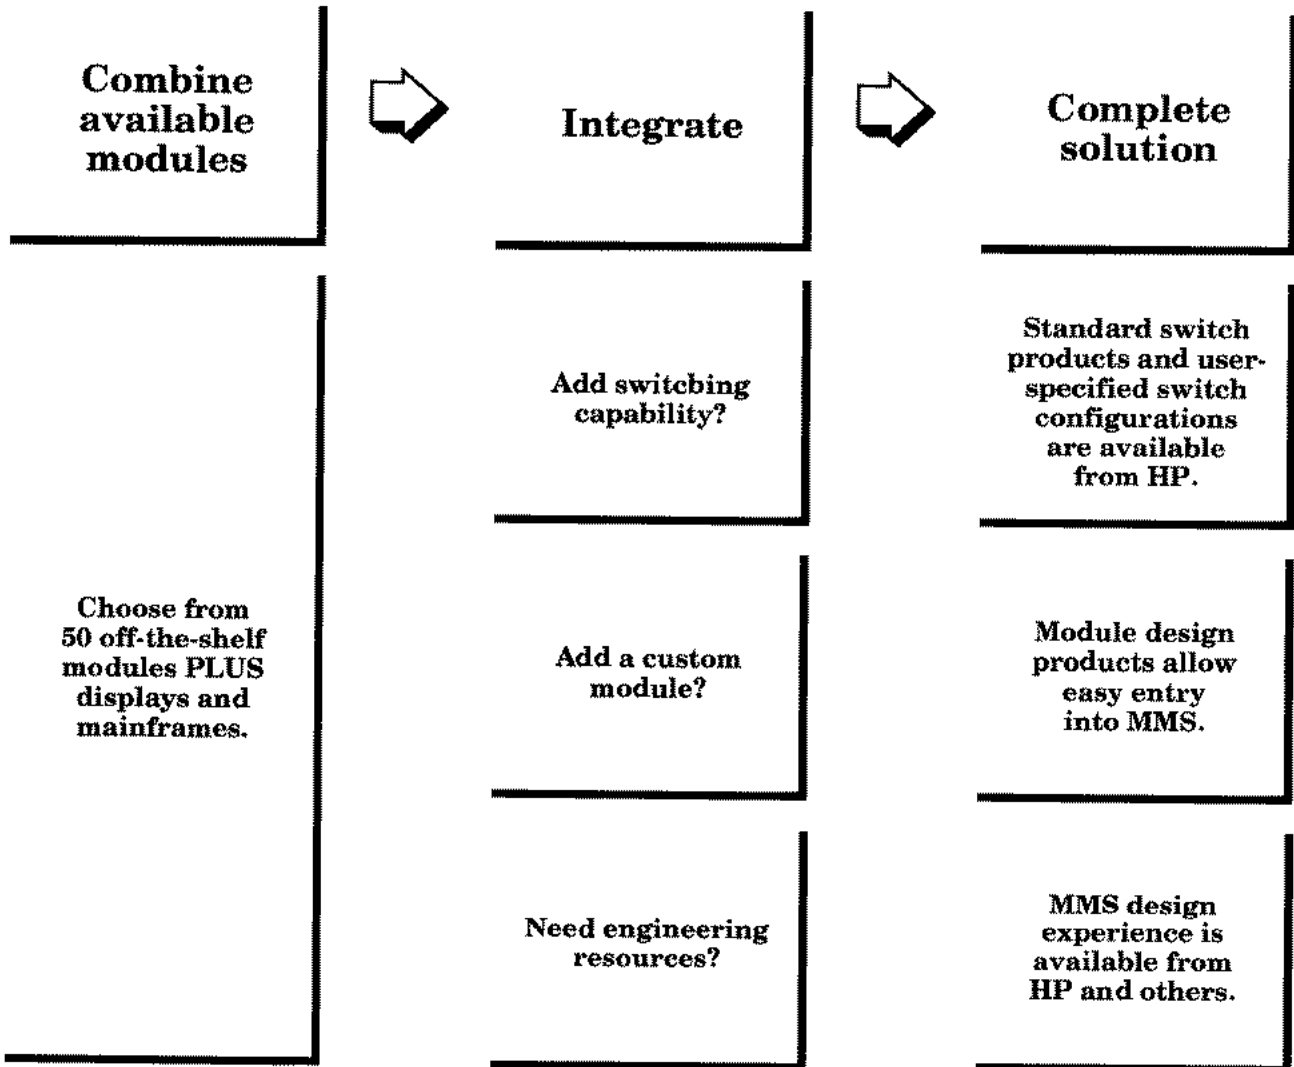 Combine
available
modules
Integrate
Complete
solution
Choose from
50 off-the-shelf
modules PLUS
displays and
mainframes.
Add switching
capability?
Standard switch
products and user-
specified switch
configurations
are available
from HP.
Add a custom
module?
Module design
products allow
easy entry
into MMS.
Need engineering
resources?
MMS design
experience is
available from
HP and others.